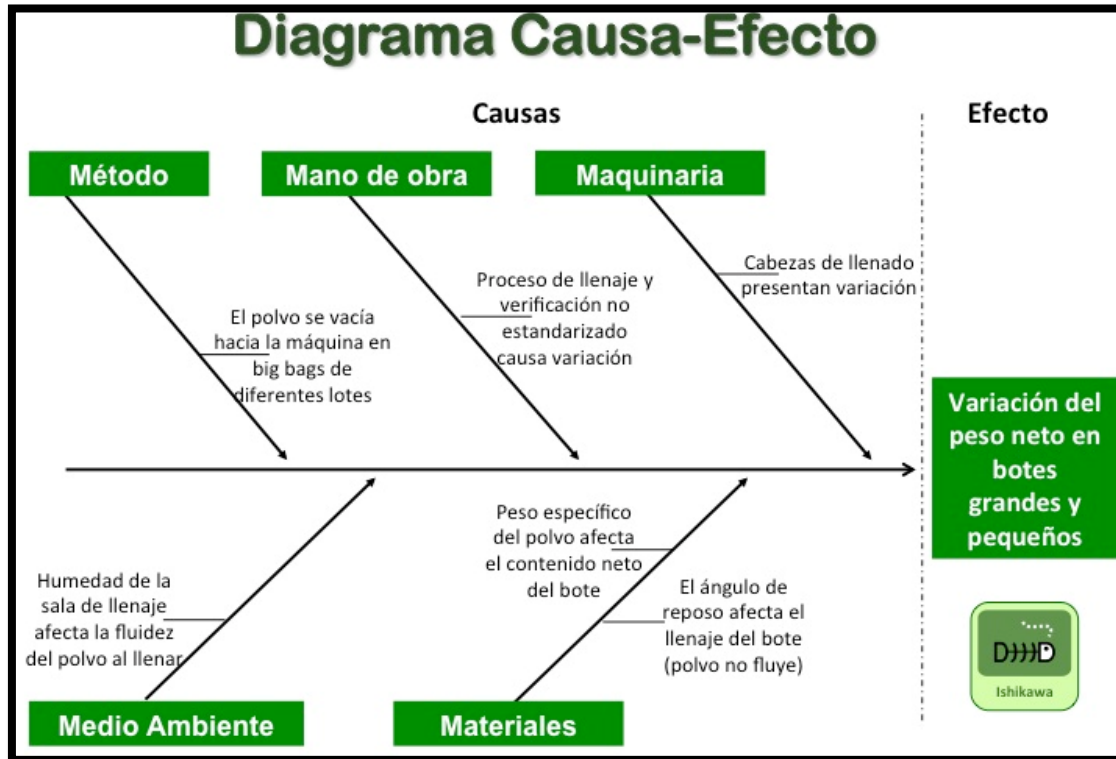 Diagrama Causa-Efecto
Causas
Efecto
Método
Mano de obra
Maquinaria
El polvo se vacía
hacia la máquina en
big bags de
diferentes lotes
Proceso de llenaje y
verificación no
estandarizado
causa variación
Cabezas de llenado
presentan variación
Variación del
peso neto en
botes
grandes y
pequeños
Humedad de la
sala de llenaje
afecta la fluidez
del polvo al llenar
Peso específico
del polvo afecta
el contenido neto
del bote
El ángulo de
reposo afecta el
llenaje del bote
(polvo no fluye)
Medio Ambiente
Materiales
Ishikawa